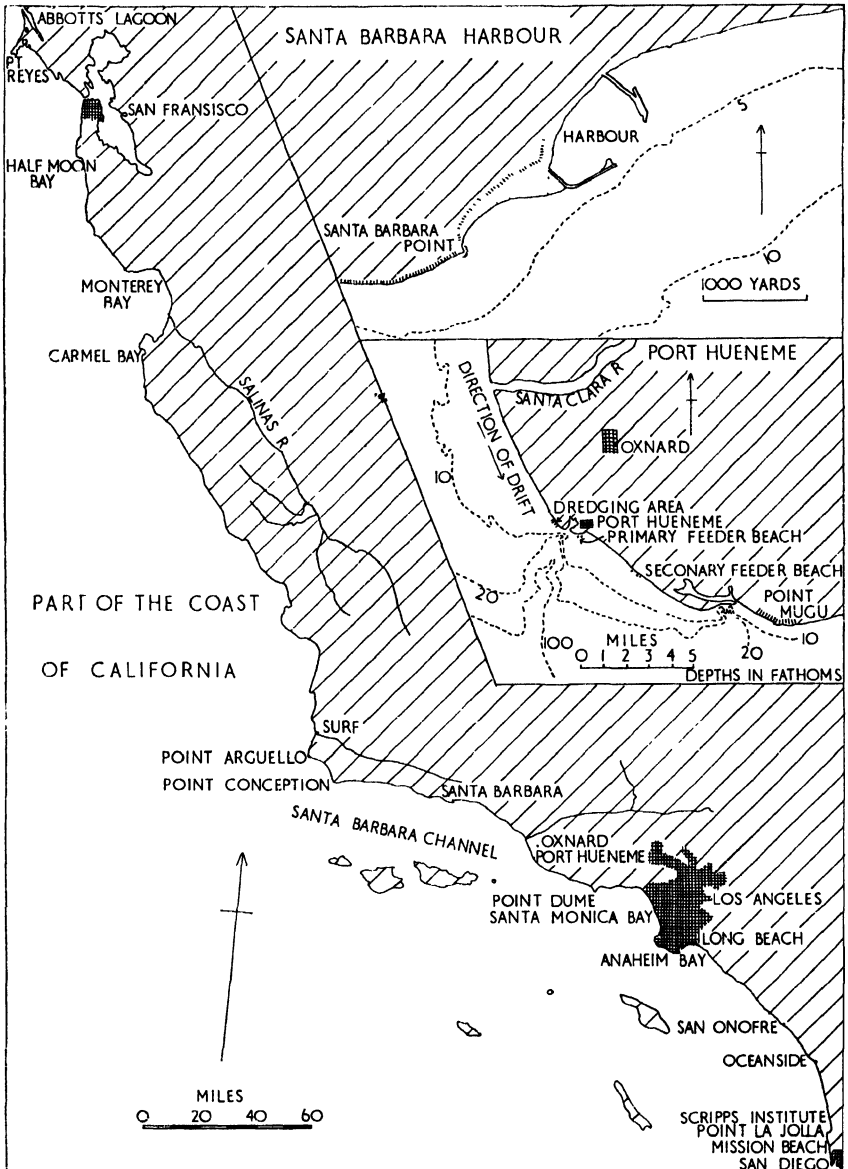 ABBOTTS LAGOON
PT
REYES
SAN FRANSISCO
HALF MOON
BAY
MONTEREY
BAY
CARMEL BAY
SALINAS R
PART OF THE COAST
OF CALIFORNIA
SURF
POINT ARGUELLO
POINT CONCEPTION
SANTA BARBARA
SANTA BARBARA CHANNEL
OXNARD
PORT HUENEME
POINT DUME
SANTA MONICA BAY
LOS ANGELES
LONG BEACH
ANAHEIM BAY
SAN ONOFRE
OCEANSIDE
SCRIPPS INSTITUTE
POINT LA JOLLA
MISSION BEACH
SAN DIEGO
MILES
0 20 40 60
SANTA BARBARA HARBOUR
HARBOUR
5
SANTA BARBARA
POINT
10
1000 YARDS
PORT HUENEME
SANTA CLARA R
DIRECTION OF DRIFT
OXNARD
10
DREDGING AREA
PORT HUENEME
PRIMARY FEEDER BEACH
SECONARY FEEDER BEACH
POINT
MUGU
20
100
MILES
0 1 2 3 4 5
20
10
DEPTHS IN FATHOMS